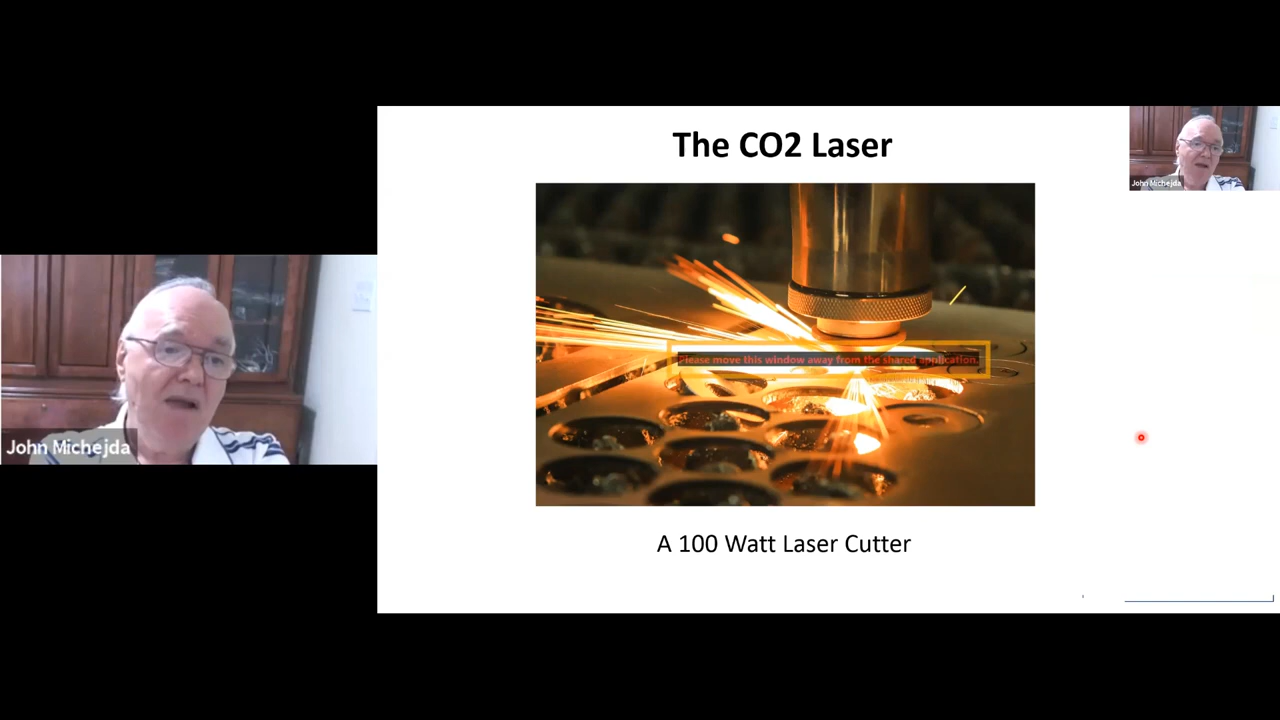 The CO2 Laser
John Michejda
Please move this window away from the shared application.
John Michejda
A 100 Watt Laser Cutter